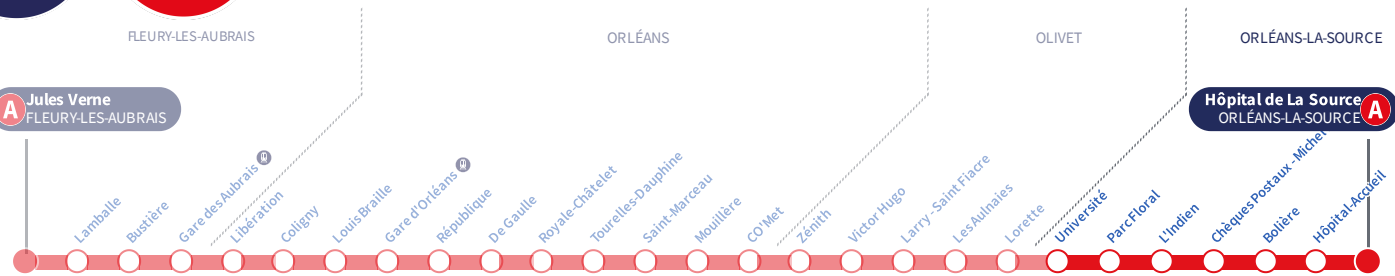 FLEURY-LES-AUBRAIS
ORLÉANS
OLIVET
ORLÉANS-LA-SOURCE
A
Jules Verne
FLEURY-LES-AUBRAIS
Hôpital de La Source
ORLÉANS-LA-SOURCE
A
Lamballe
Bustière
Gare des Aubrais
Libération
Coligny
Louis Braille
Gare d'Orléans
République
De Gaulle
Royale-Châtelet
Tourelles-Dauphine
Saint-Marceau
Mouillère
CO'Met
Zénith
Victor Hugo
Larry - Saint Fiacre
Les Aulnaies
Lorette
Université
Parc Floral
L'Indien
Chèques Postaux - Michel
Bolière
Hôpital-Accueil